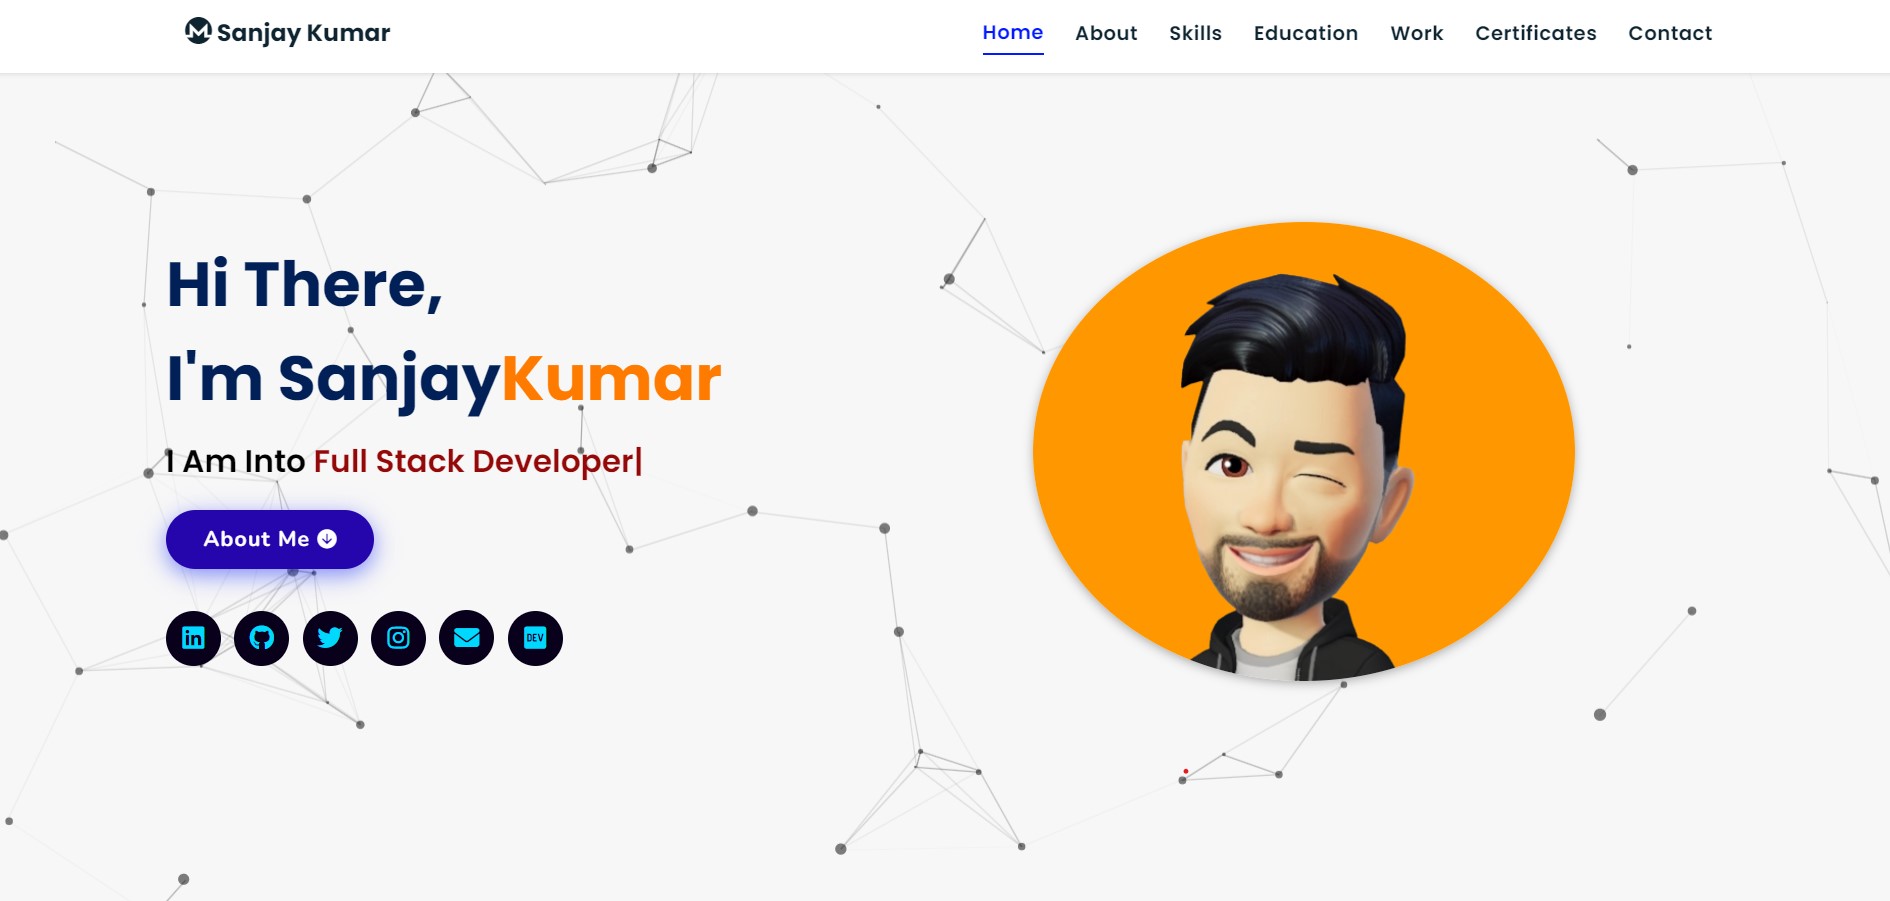 Sanjay Kumar
Home About Skills Education Work Certificates Contact
Hi There,
I'm SanjayKumar
I Am Into Full Stack Developer|
About Me
in
DEV